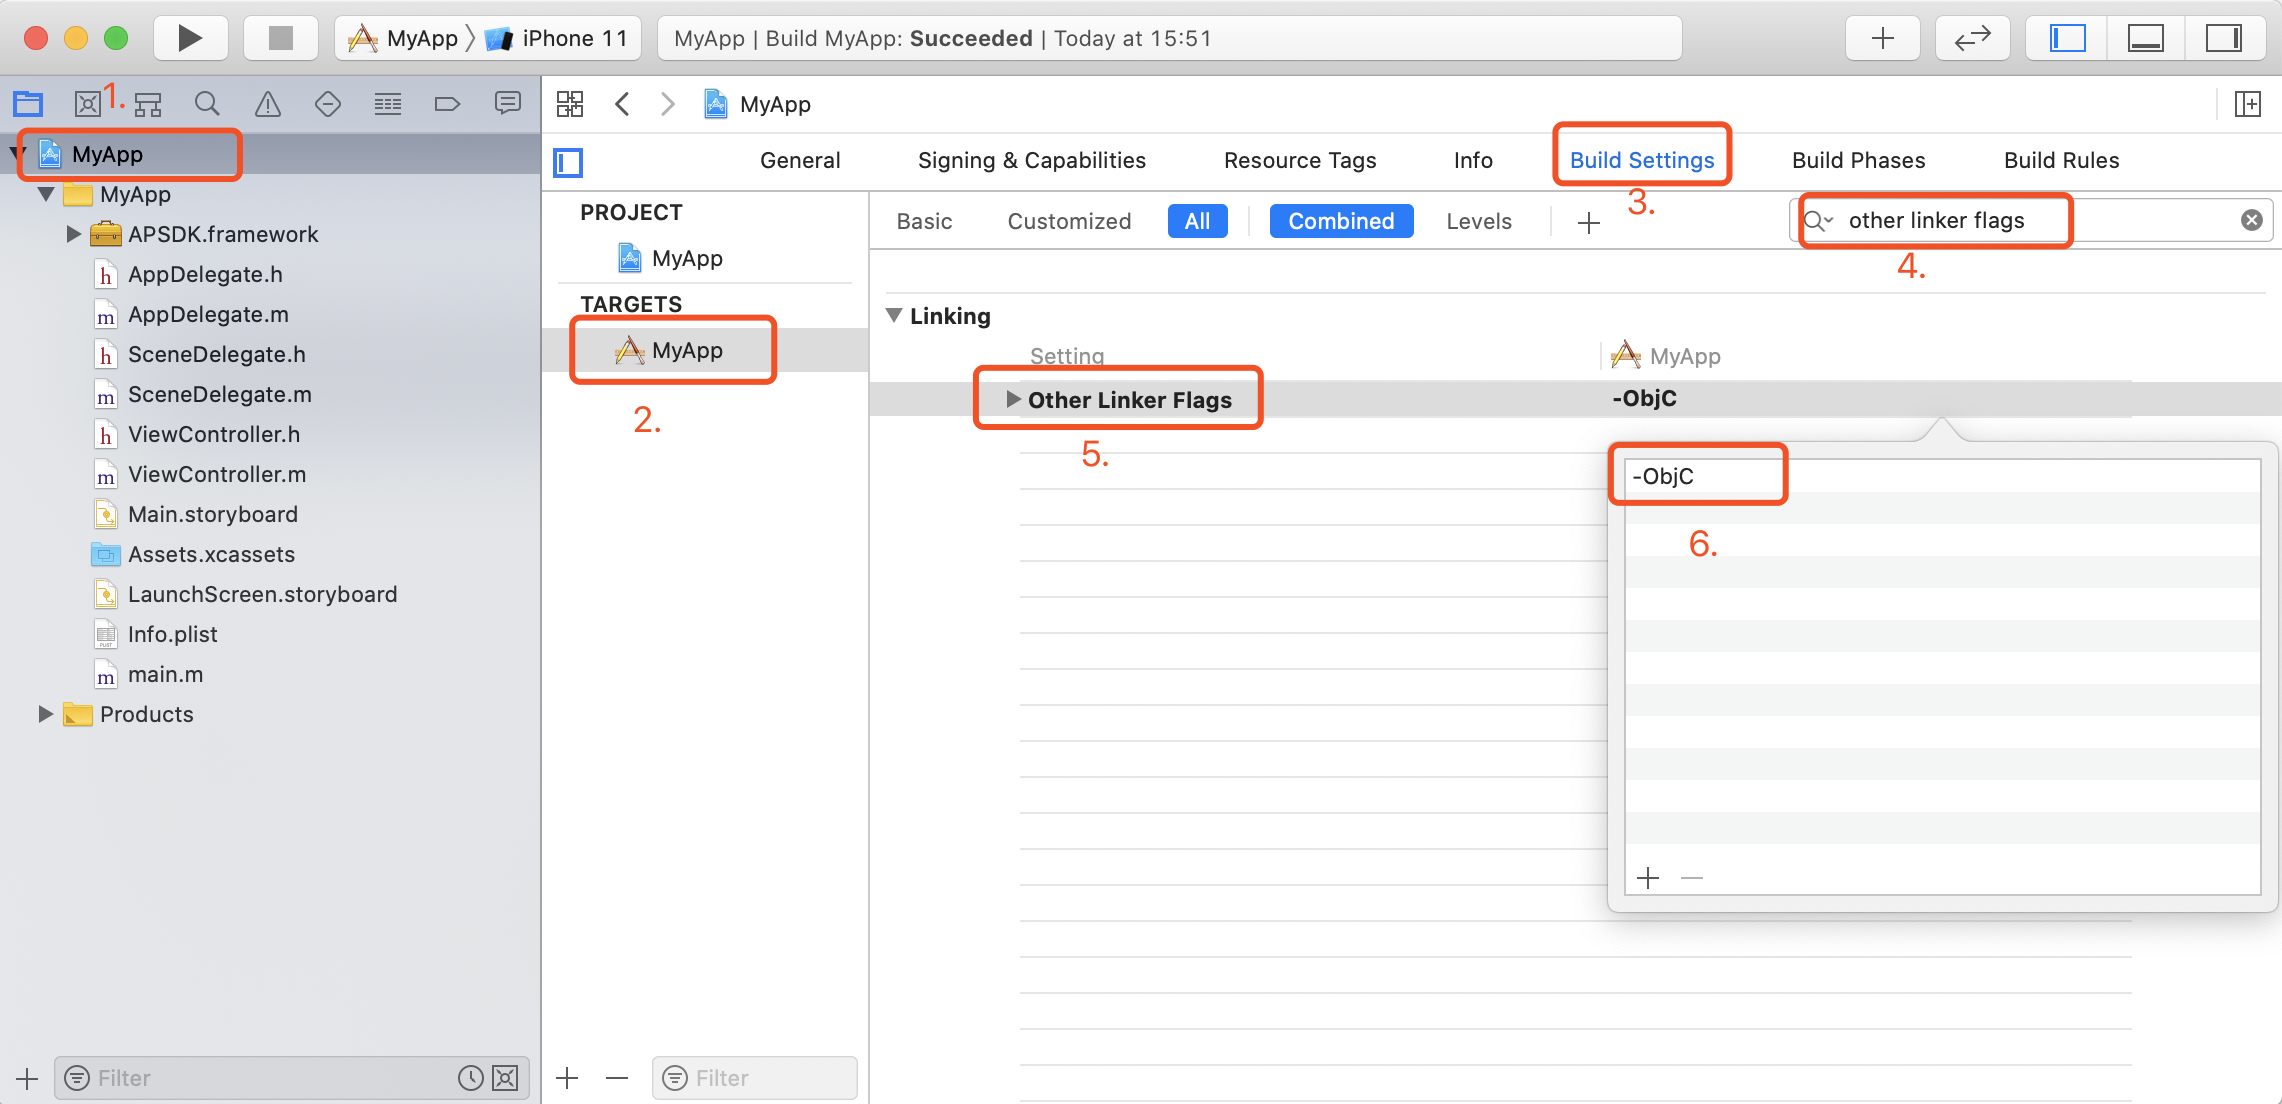 MyApp
iPhone 11
MyApp | Build MyApp: Succeeded | Today at 15:51
1.
MyApp
MyApp
General
Signing & Capabilities
Resource Tags
Info
Build Settings
Build Phases
Build Rules
MyApp
APSDK.framework
h AppDelegate.h
m AppDelegate.m
h SceneDelegate.h
m SceneDelegate.m
h ViewController.h
m ViewController.m
Main.storyboard
Assets.xcassets
LaunchScreen.storyboard
Info.plist
m main.m
Products
Filter
PROJECT
MyApp
TARGETS
MyApp
2.
Filter
Basic
Customized
All
Combined
Levels
3.
other linker flags
4.
Linking
Setting
MyApp
Other Linker Flags
-ObjC
5.
-ObjC
6.